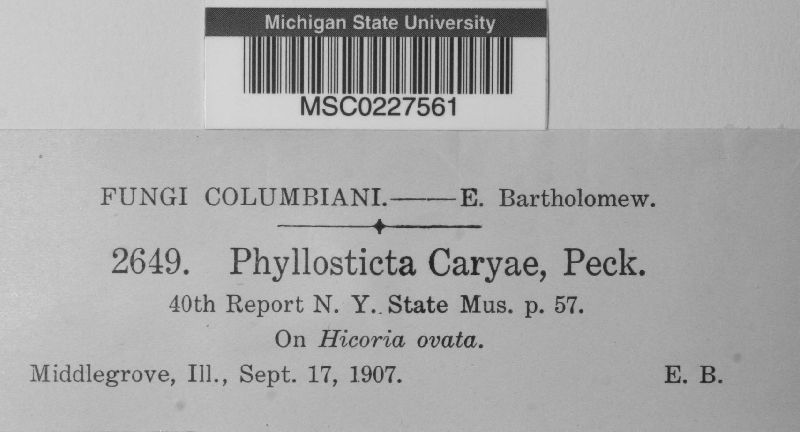 Michigan State University
MSC0227561
FUNGI COLUMBIANI.——E. Bartholomew.
2649. Phyllosticta Caryae, Peck.
40th Report N. Y. State Mus. p. 57.
On Hicoria ovata.
Middlegrove, Ill., Sept. 17, 1907. E. B.